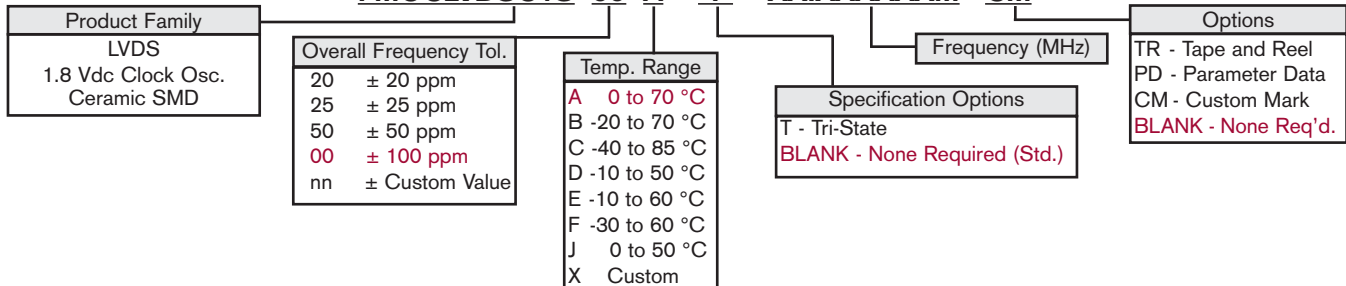 Product Family
LVDS
1.8 Vdc Clock Osc.
Ceramic SMD
Overall Frequency Tol.
20 ± 20 ppm
25 ± 25 ppm
50 ± 50 ppm
00 ± 100 ppm
nn ± Custom Value
Temp. Range
A 0 to 70 °C
B -20 to 70 °C
C -40 to 85 °C
D -10 to 50 °C
E -10 to 60 °C
F -30 to 60 °C
J 0 to 50 °C
X Custom
Specification Options
T - Tri-State
BLANK - None Required (Std.)
Frequency (MHz)
Options
TR - Tape and Reel
PD - Parameter Data
CM - Custom Mark
BLANK - None Req’d.